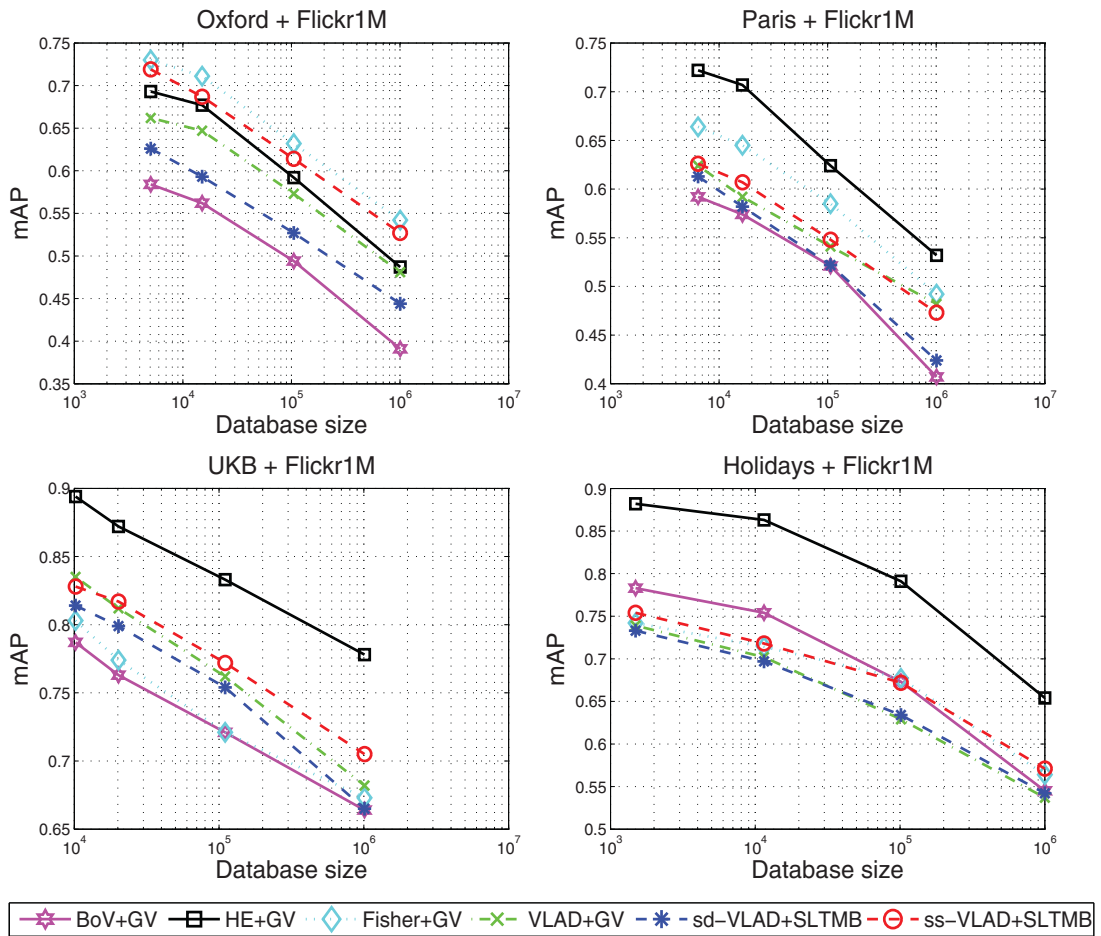 Oxford + Flickr1M
0.75
0.7
0.65
0.6
0.55
0.5
0.45
0.4
0.35
mAP
10^3 10^4 10^5 10^6 10^7
Database size
Paris + Flickr1M
0.75
0.7
0.65
0.6
0.55
0.5
0.45
0.4
mAP
10^3 10^4 10^5 10^6 10^7
Database size
UKB + Flickr1M
0.9
0.85
0.8
0.75
0.7
0.65
mAP
10^4 10^5 10^6 10^7
Database size
Holidays + Flickr1M
0.9
0.85
0.8
0.75
0.7
0.65
0.6
0.55
0.5
mAP
10^3 10^4 10^5 10^6
Database size
BoV+GV HE+GV Fisher+GV VLAD+GV sd-VLAD+SLTMB ss-VLAD+SLTMB